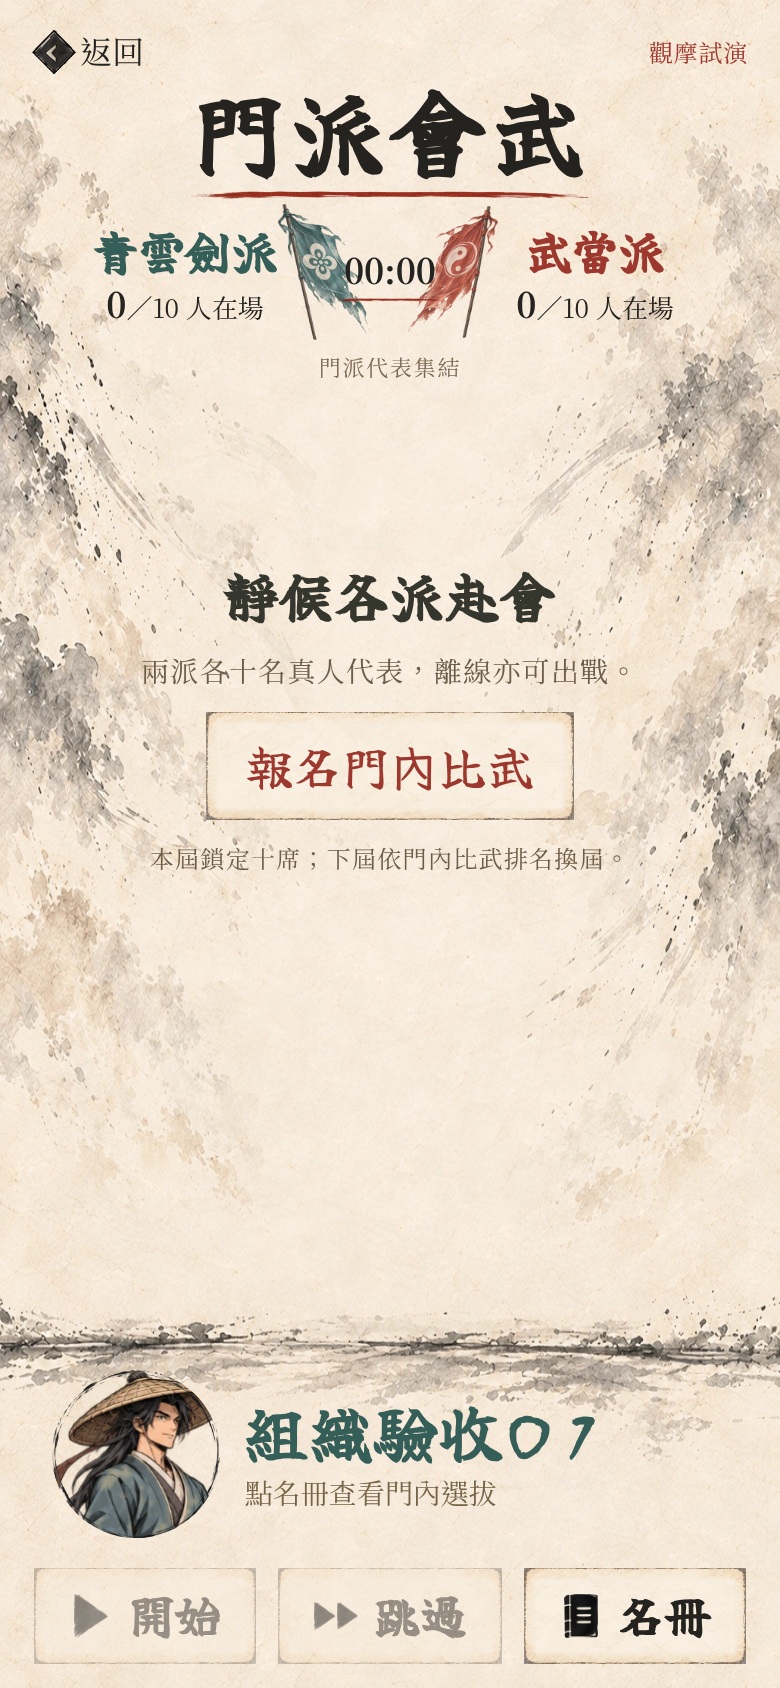 返回
觀摩試演
門派會武
青雲劍派
00:00
武當派
0／10 人在場
0／10 人在場
門派代表集結
靜候各派赴會
兩派各十名真人代表，離線亦可出戰。
報名門內比武
本屆鎖定十席；下屆依門內比武排名換屆。
組織驗收07
點名冊查看門內選拔
開始
跳過
名冊